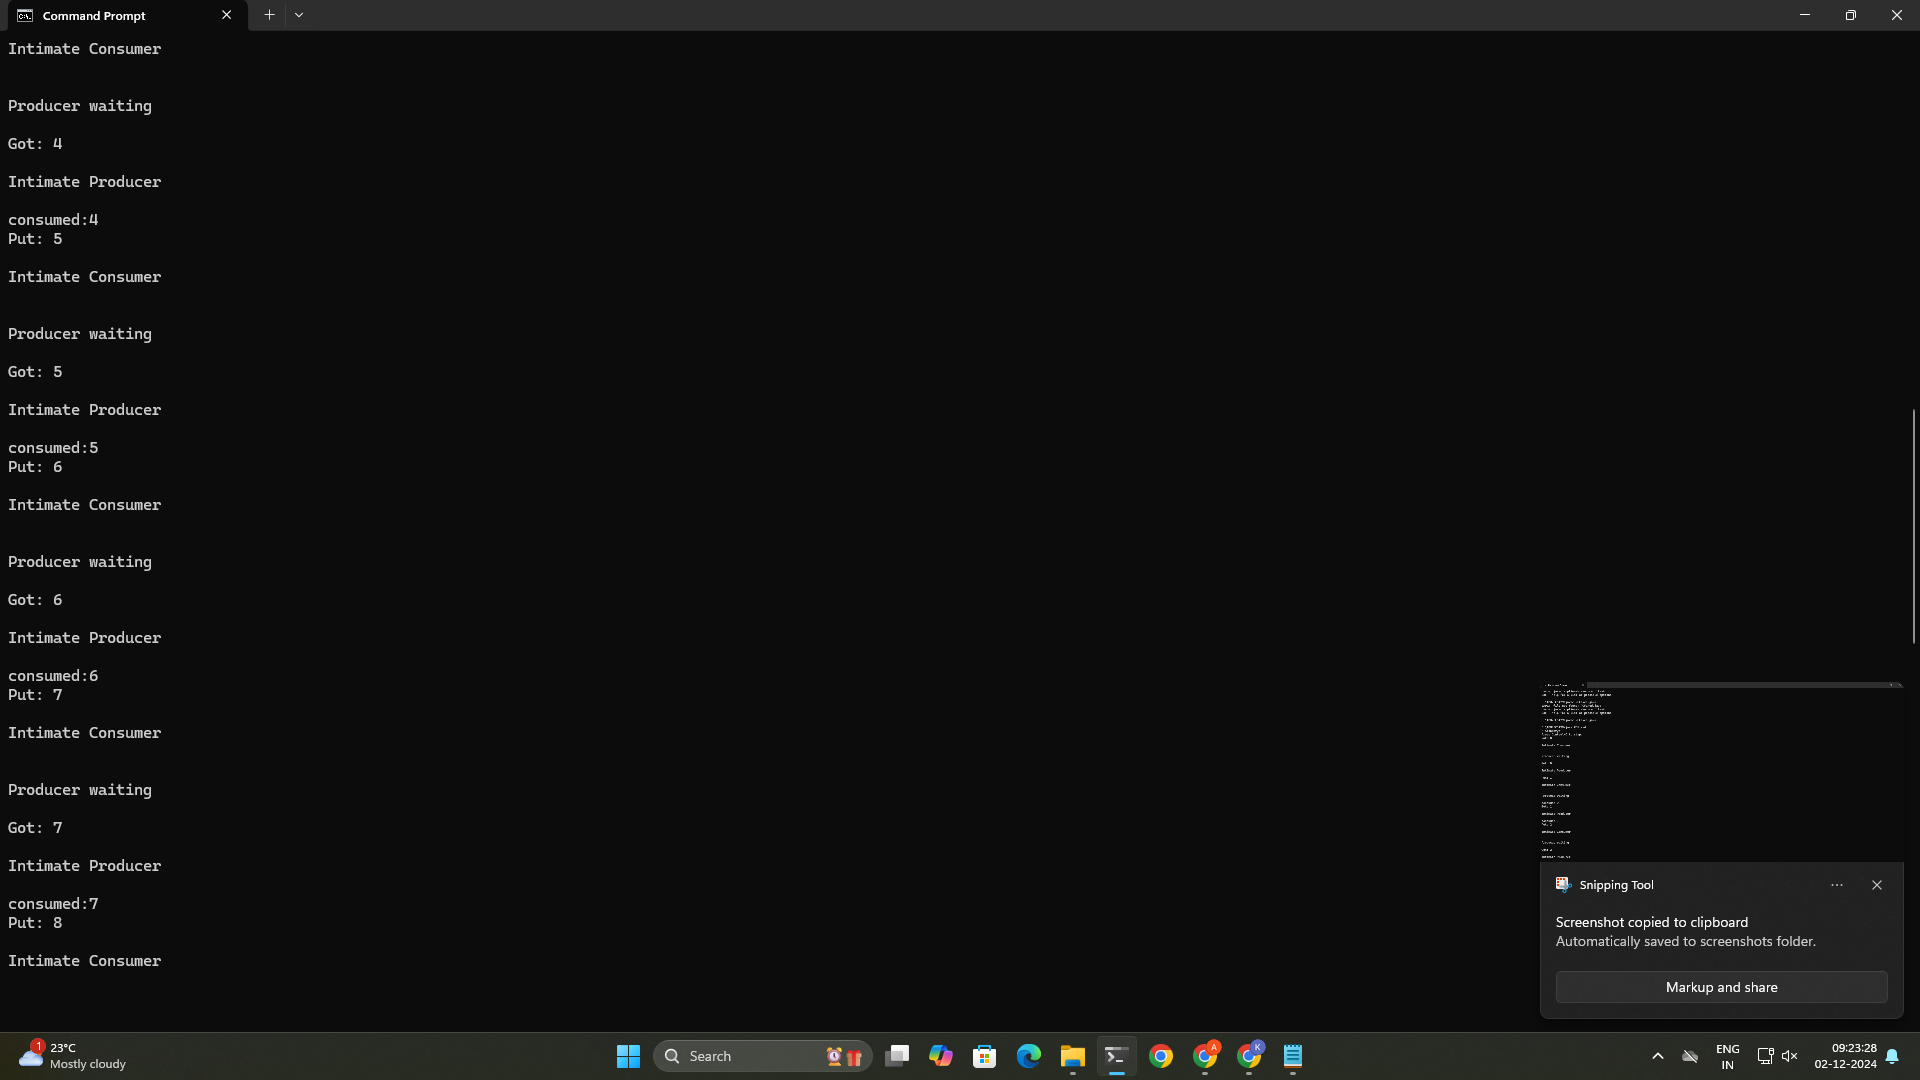 Command Prompt
Intimate Consumer
Producer waiting
Got: 4
Intimate Producer
consumed:4
Put: 5
Intimate Consumer
Producer waiting
Got: 5
Intimate Producer
consumed:5
Put: 6
Intimate Consumer
Producer waiting
Got: 6
Intimate Producer
consumed:6
Put: 7
Intimate Consumer
Producer waiting
Got: 7
Intimate Producer
consumed:7
Put: 8
Intimate Consumer
Snipping Tool
Screenshot copied to clipboard
Automatically saved to screenshots folder.
Markup and share
1
23°C
Mostly cloudy
Search
A
K
ENG
IN
09:23:28
02-12-2024